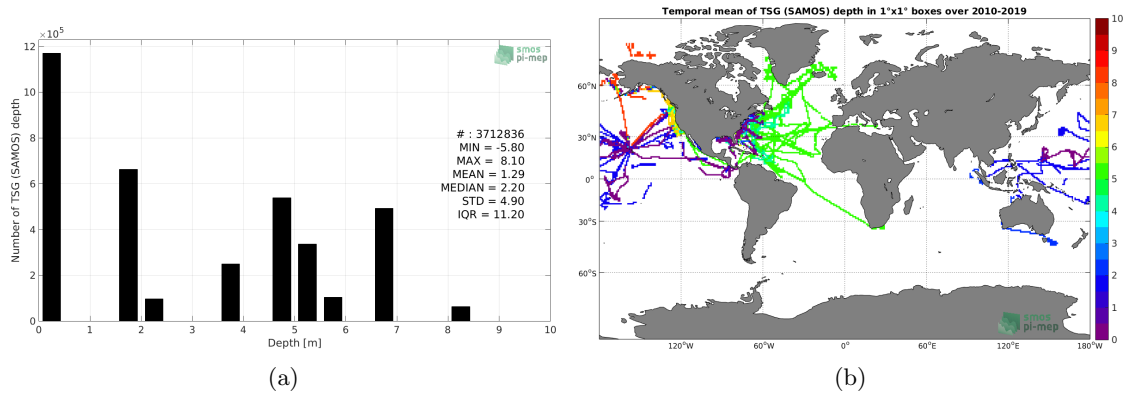 ×10⁵
12
10
8
6
4
2
0
0 1 2 3 4 5 6 7 8 9 10
Number of TSG (SAMOS) depth
Depth [m]
smos
pi-mep
# : 3712836
MIN = -5.80
MAX = 8.10
MEAN = 1.29
MEDIAN = 2.20
STD = 4.90
IQR = 11.20
(a)
Temporal mean of TSG (SAMOS) depth in 1°x1° boxes over 2010-2019
60°N
30°N
15°N
0°
15°S
30°S
60°S
120°W 60°W 0° 60°E 120°E 180°W
smos
pi-mep
10
9
8
7
6
5
4
3
2
1
0
(b)